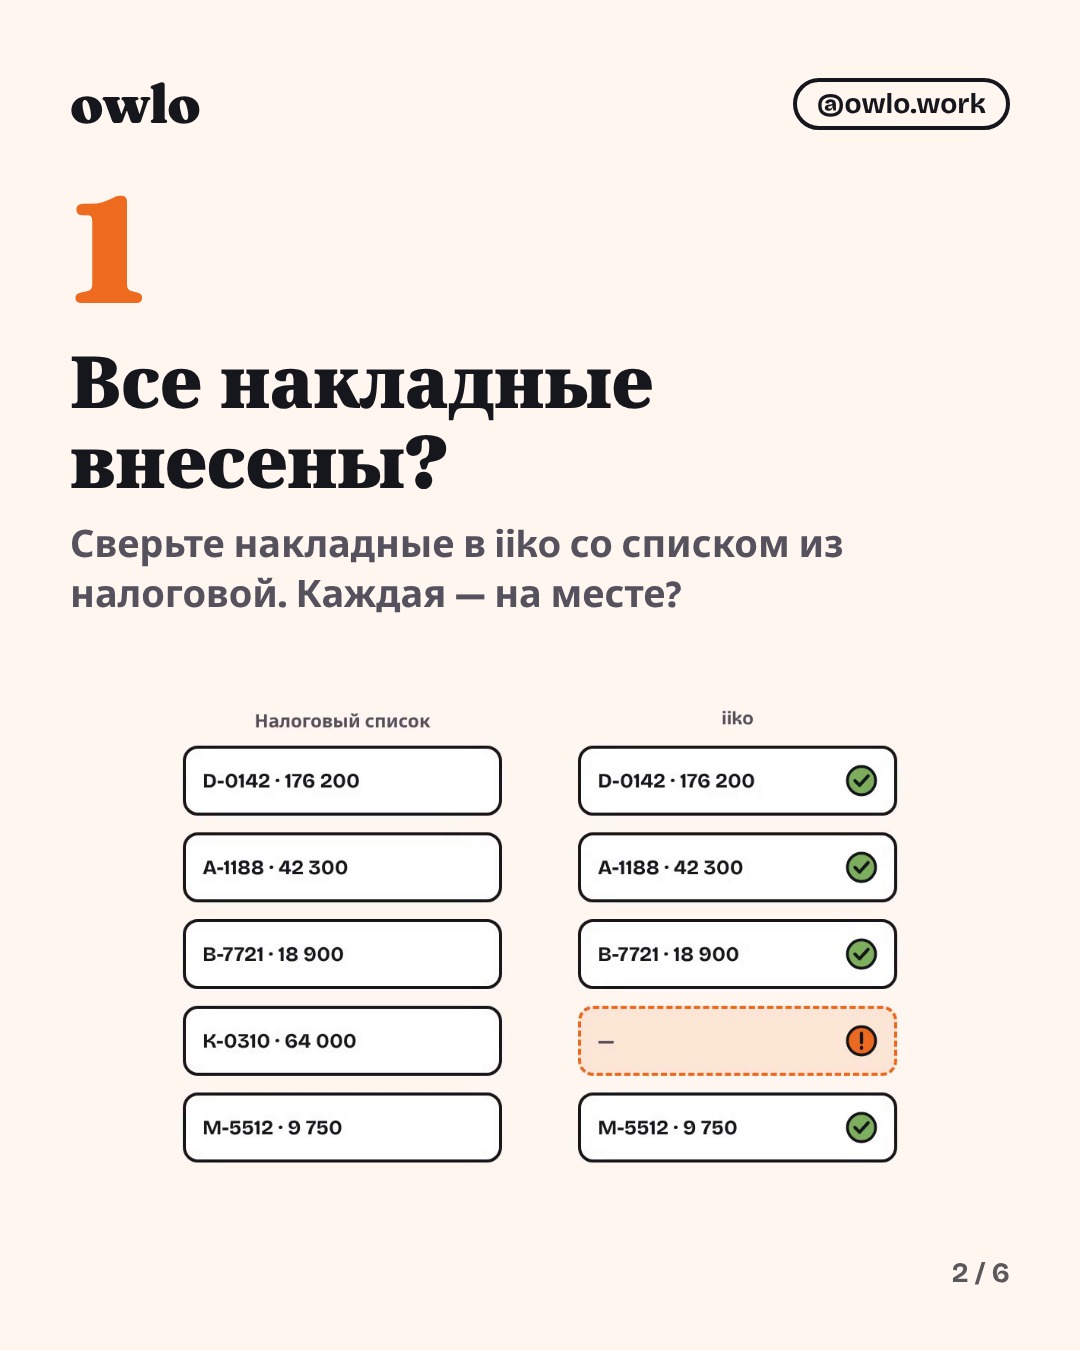 owlo
@owlo.work
1
Все накладные
внесены?
Сверьте накладные в iiko со списком из
налоговой. Каждая — на месте?
Налоговый список
iiko
D-0142 · 176 200
D-0142 · 176 200
A-1188 · 42 300
A-1188 · 42 300
B-7721 · 18 900
B-7721 · 18 900
K-0310 · 64 000
—
M-5512 · 9 750
M-5512 · 9 750
2 / 6